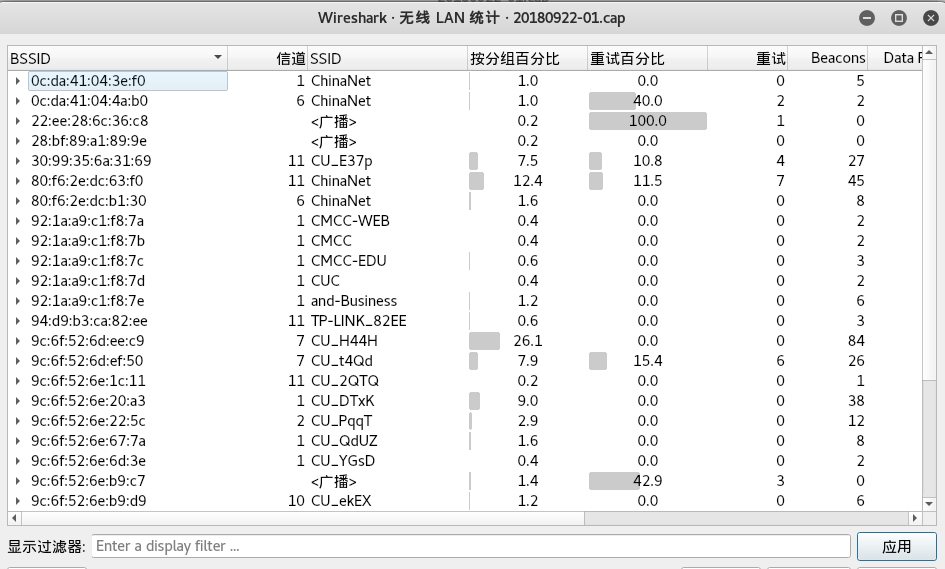 Wireshark · 无线 LAN 统计 · 20180922-01.cap
BSSID 信道 SSID 按分组百分比 重试百分比 重试 Beacons Data F
0c:da:41:04:3e:f0 1 ChinaNet 1.0 0.0 0 5
0c:da:41:04:4a:b0 6 ChinaNet 1.0 40.0 2 2
22:ee:28:6c:36:c8 <广播> 0.2 100.0 1 0
28:bf:89:a1:89:9e <广播> 0.2 0.0 0 0
30:99:35:6a:31:69 11 CU_E37p 7.5 10.8 4 27
80:f6:2e:dc:63:f0 11 ChinaNet 12.4 11.5 7 45
80:f6:2e:dc:b1:30 6 ChinaNet 1.6 0.0 0 8
92:1a:a9:c1:f8:7a 1 CMCC-WEB 0.4 0.0 0 2
92:1a:a9:c1:f8:7b 1 CMCC 0.4 0.0 0 2
92:1a:a9:c1:f8:7c 1 CMCC-EDU 0.6 0.0 0 3
92:1a:a9:c1:f8:7d 1 CUC 0.4 0.0 0 2
92:1a:a9:c1:f8:7e 1 and-Business 1.2 0.0 0 6
94:d9:b3:ca:82:ee 11 TP-LINK_82EE 0.6 0.0 0 3
9c:6f:52:6d:ee:c9 7 CU_H44H 26.1 0.0 0 84
9c:6f:52:6d:ef:50 7 CU_t4Qd 7.9 15.4 6 26
9c:6f:52:6e:1c:11 11 CU_2QTQ 0.2 0.0 0 1
9c:6f:52:6e:20:a3 1 CU_DTxK 9.0 0.0 0 38
9c:6f:52:6e:22:5c 2 CU_PqqT 2.9 0.0 0 12
9c:6f:52:6e:67:7a 1 CU_QdUZ 1.6 0.0 0 8
9c:6f:52:6e:6d:3e 1 CU_YGsD 0.4 0.0 0 2
9c:6f:52:6e:b9:c7 <广播> 1.4 42.9 3 0
9c:6f:52:6e:b9:d9 10 CU_ekEX 1.2 0.0 0 6
显示过滤器: Enter a display filter … 应用